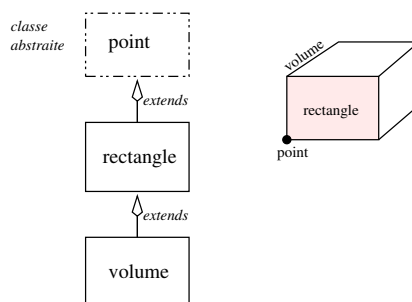 classe
abstraite
point
extends
rectangle
extends
volume
volume
rectangle
point